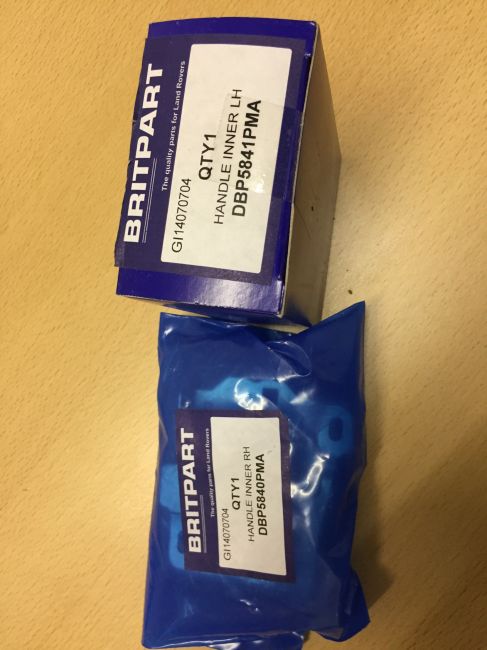 BRITPART
The quality parts for Land Rovers
GI14070704
QTY1
HANDLE INNER LH
DBP5841PMA
BRITPART
The quality parts for Land Rovers
GI14070704
QTY1
HANDLE INNER RH
DBP5840PMA